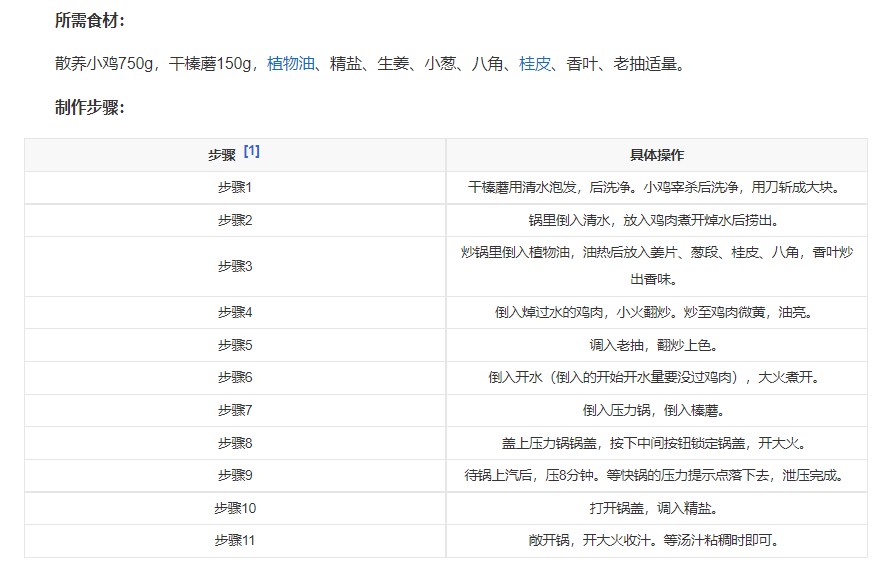 所需食材：
散养小鸡750g，干榛蘑150g，植物油、精盐、生姜、小葱、八角、桂皮、香叶、老抽适量。
制作步骤：
步骤 [1] 具体操作
步骤1 干榛蘑用清水泡发，后洗净。小鸡宰杀后洗净，用刀斩成大块。
步骤2 锅里倒入清水，放入鸡肉煮开焯水后捞出。
步骤3 炒锅里倒入植物油，油热后放入姜片、葱段、桂皮、八角，香叶炒
出香味。
步骤4 倒入焯过水的鸡肉，小火翻炒。炒至鸡肉微黄，油亮。
步骤5 调入老抽，翻炒上色。
步骤6 倒入开水（倒入的开始开水量要没过鸡肉），大火煮开。
步骤7 倒入压力锅，倒入榛蘑。
步骤8 盖上压力锅锅盖，按下中间按钮锁定锅盖，开大火。
步骤9 待锅上汽后，压8分钟。等快锅的压力提示点落下去，泄压完成。
步骤10 打开锅盖，调入精盐。
步骤11 敞开锅，开大火收汁。等汤汁粘稠时即可。